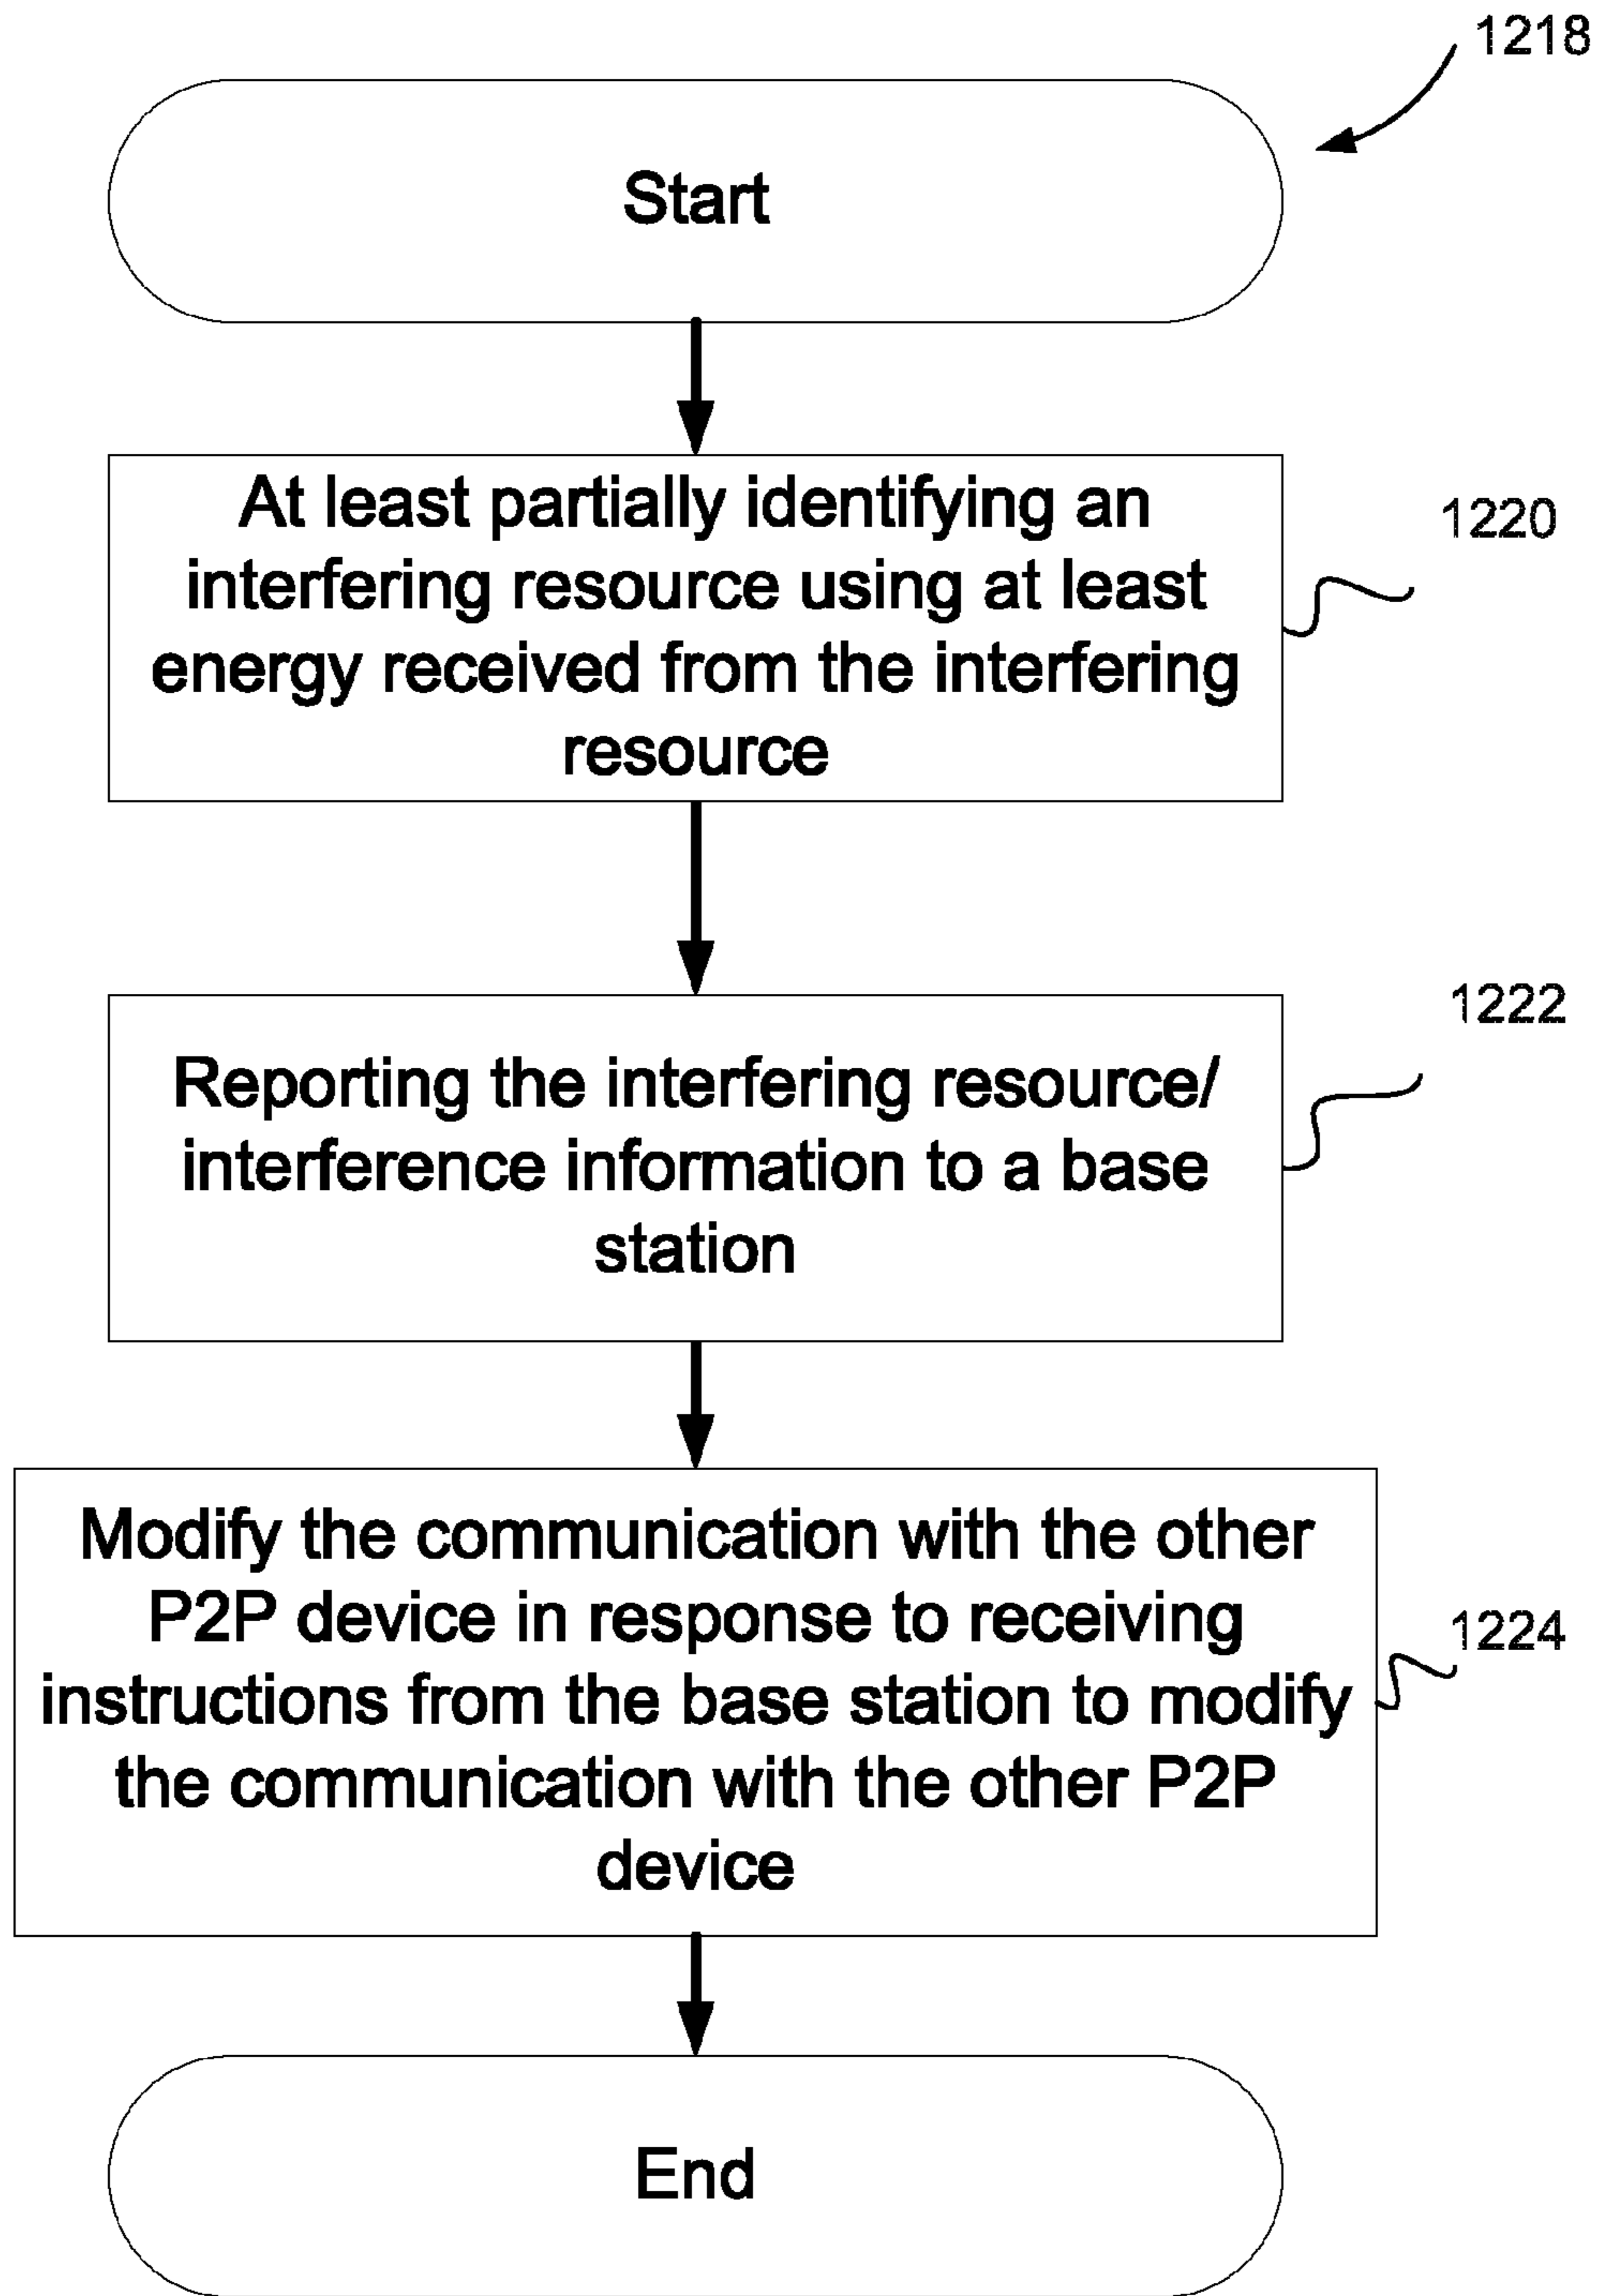 1218
Start
At least partially identifying an
interfering resource using at least
energy received from the interfering
resource
1220
Reporting the interfering resource/
interference information to a base
station
1222
Modify the communication with the other
P2P device in response to receiving
instructions from the base station to modify
the communication with the other P2P
device
1224
End